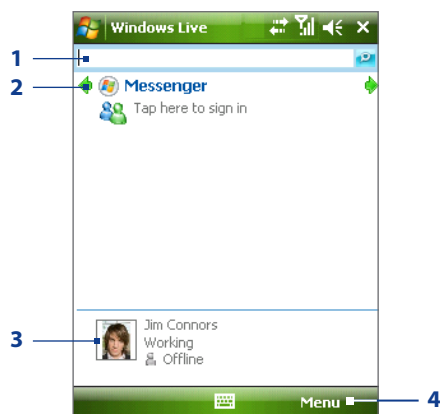 Windows Live
1
2
Messenger
Tap here to sign in
3
Jim Connors
Working
Offline
Menu
4